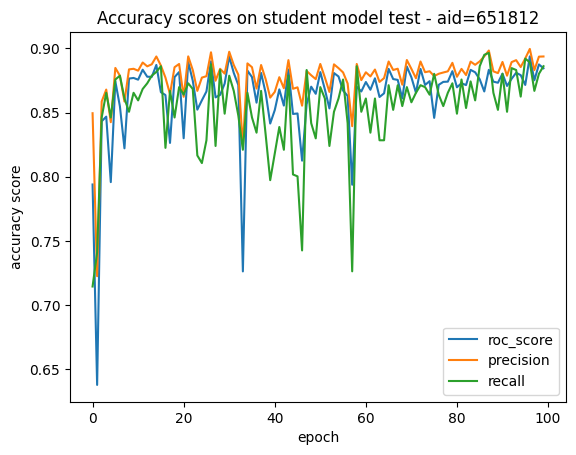 Accuracy scores on student model test - aid=651812
accuracy score
0.90
0.85
0.80
0.75
0.70
0.65
0
20
40
60
80
100
epoch
roc_score
precision
recall